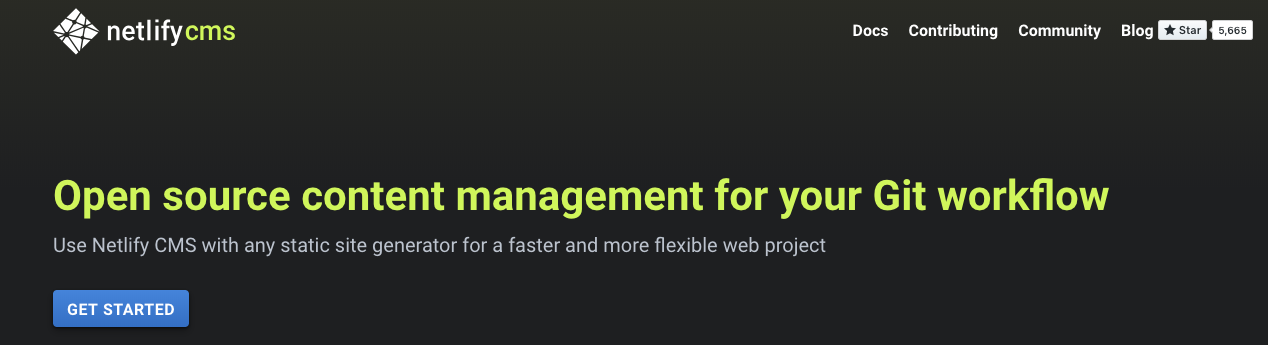 netlifycms
Docs Contributing Community Blog Star 5,665
Open source content management for your Git workflow
Use Netlify CMS with any static site generator for a faster and more flexible web project
GET STARTED